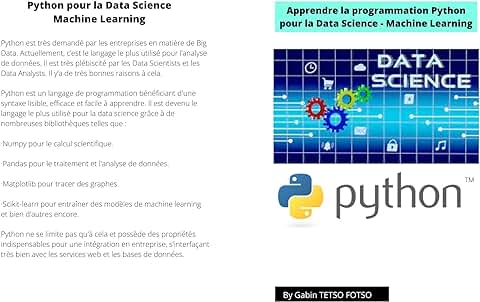 Python pour la Data Science
Machine Learning
Python est très demandé par les entreprises en matière de Big
Data. Actuellement, c'est le langage le plus utilisé pour l'analyse
de données. Il est très plébiscité par les Data Scientists et les
Data Analysts. Il y'a de très bonnes raisons à cela.
Python est un langage de programmation bénéficiant d'une
syntaxe lisible, efficace et facile à apprendre. Il est devenu le
langage le plus utilisé pour la data science grâce à de
nombreuses bibliothèques telles que :
·Numpy pour le calcul scientifique.
·Pandas pour le traitement et l'analyse de données.
·Matplotlib pour tracer des graphes.
·Scikit-learn pour entraîner des modèles de machine learning
et bien d'autres encore.
Python ne se limite pas qu'à cela et possède des propriétés
indispensables pour une intégration en entreprise, s'interfaçant
très bien avec les services web et les bases de données.
Apprendre la programmation Python
pour la Data Science - Machine Learning
DATA
SCIENCE
python™
By Gabin TETSO FOTSO